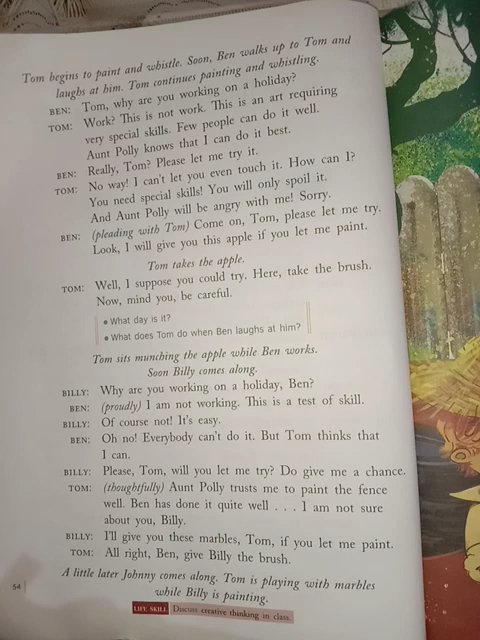 Tom begins to paint and whistle. Soon, Ben walks up to Tom and
laughs at him. Tom continues painting and whistling.
BEN: Tom, why are you working on a holiday?
TOM: Work? This is not work. This is an art requiring
very special skills. Few people can do it well.
Aunt Polly knows that I can do it best.
BEN: Really, Tom? Please let me try it.
TOM: No way! I can't let you even touch it. How can I?
You need special skills! You will only spoil it.
And Aunt Polly will be angry with me! Sorry.
BEN: (pleading with Tom) Come on, Tom, please let me try.
Look, I will give you this apple if you let me paint.
Tom takes the apple.
TOM: Well, I suppose you could try. Here, take the brush.
Now, mind you, be careful.
• What day is it?
• What does Tom do when Ben laughs at him?
Tom sits munching the apple while Ben works.
Soon Billy comes along.
BILLY: Why are you working on a holiday, Ben?
BEN: (proudly) I am not working. This is a test of skill.
BILLY: Of course not! It's easy.
BEN: Oh no! Everybody can't do it. But Tom thinks that
I can.
BILLY: Please, Tom, will you let me try? Do give me a chance.
TOM: (thoughtfully) Aunt Polly trusts me to paint the fence
well. Ben has done it quite well . . . I am not sure
about you, Billy.
BILLY: I'll give you these marbles, Tom, if you let me paint.
TOM: All right, Ben, give Billy the brush.
A little later Johnny comes along. Tom is playing with marbles
while Billy is painting.
54
LIFE SKILL Discuss creative thinking in class.